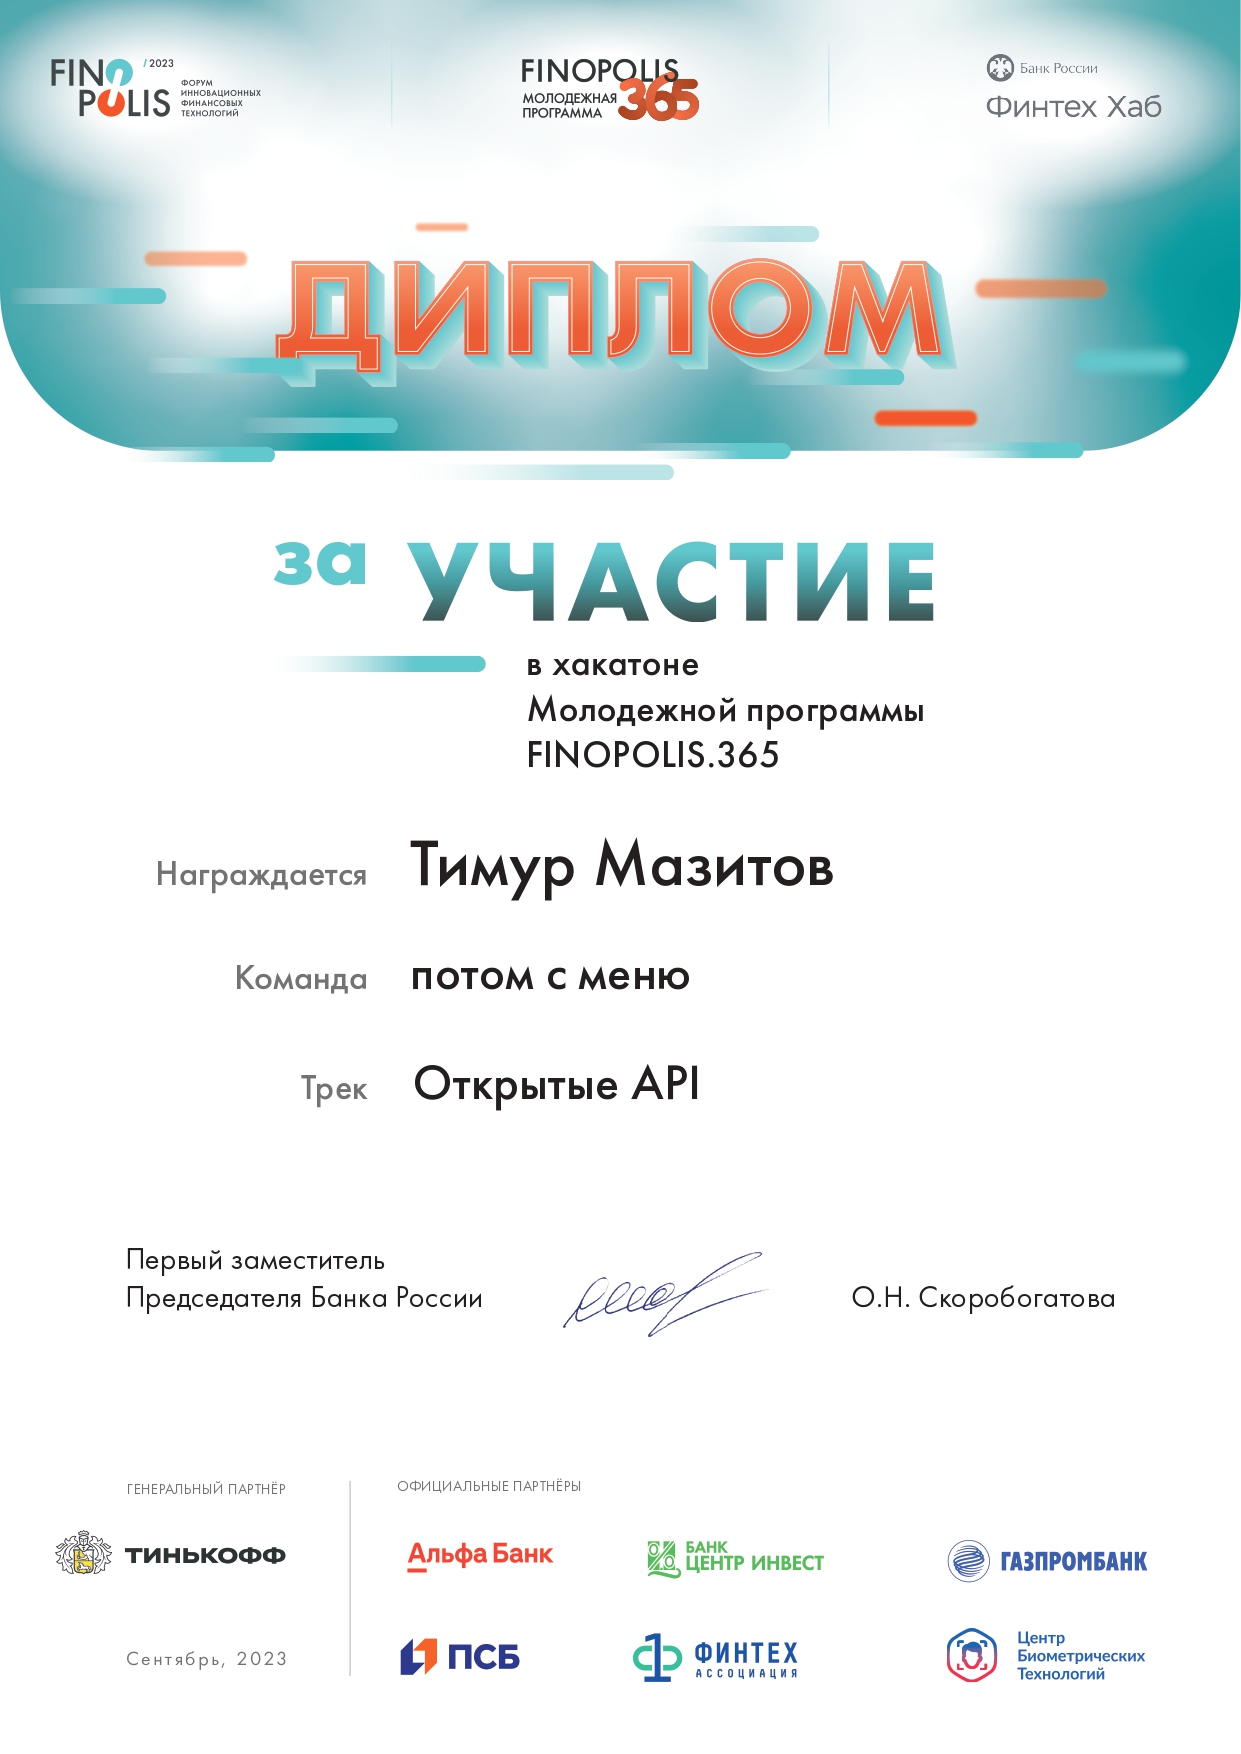 FINOPOLIS /2023
ФОРУМ
ИННОВАЦИОННЫХ
ФИНАНСОВЫХ
ТЕХНОЛОГИЙ
FINOPOLIS
МОЛОДЕЖНАЯ
ПРОГРАММА
365
Банк России
Финтех Хаб
ДИПЛОМ
за УЧАСТИЕ
в хакатоне
Молодежной программы
FINOPOLIS.365
Награждается Тимур Мазитов
Команда потом с меню
Трек Открытые API
Первый заместитель
Председателя Банка России
О.Н. Скоробогатова
ГЕНЕРАЛЬНЫЙ ПАРТНЁР
ТИНЬКОФФ
Сентябрь, 2023
ОФИЦИАЛЬНЫЕ ПАРТНЁРЫ
Альфа Банк
БАНК
ЦЕНТР ИНВЕСТ
ГАЗПРОМБАНК
ПСБ
ФИНТЕХ
АССОЦИАЦИЯ
Центр
Биометрических
Технологий